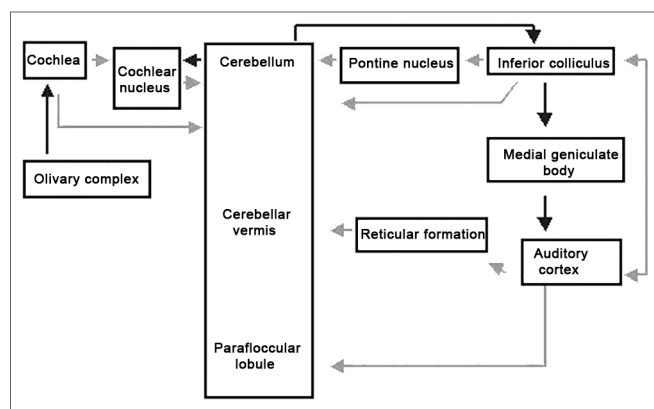 Cochlea
Cochlear
nucleus
Cerebellum
Pontine nucleus
Inferior colliculus
Medial geniculate
body
Olivary complex
Cerebellar
vermis
Reticular formation
Auditory
cortex
Parafloccular
lobule